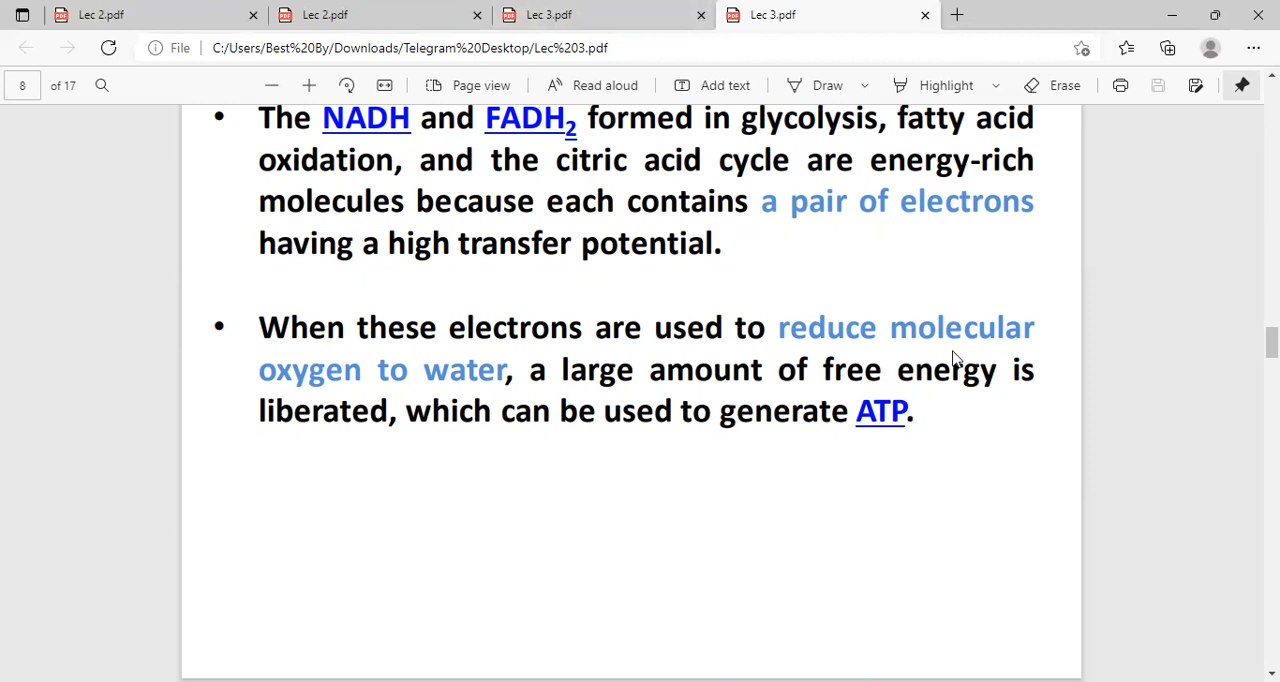 Lec 2.pdf
Lec 2.pdf
Lec 3.pdf
Lec 3.pdf
File
C:/Users/Best%20By/Downloads/Telegram%20Desktop/Lec%203.pdf
8 of 17
Page view
Read aloud
Add text
Draw
Highlight
Erase
• The NADH and FADH₂ formed in glycolysis, fatty acid
oxidation, and the citric acid cycle are energy-rich
molecules because each contains a pair of electrons
having a high transfer potential.
• When these electrons are used to reduce molecular
oxygen to water, a large amount of free energy is
liberated, which can be used to generate ATP.